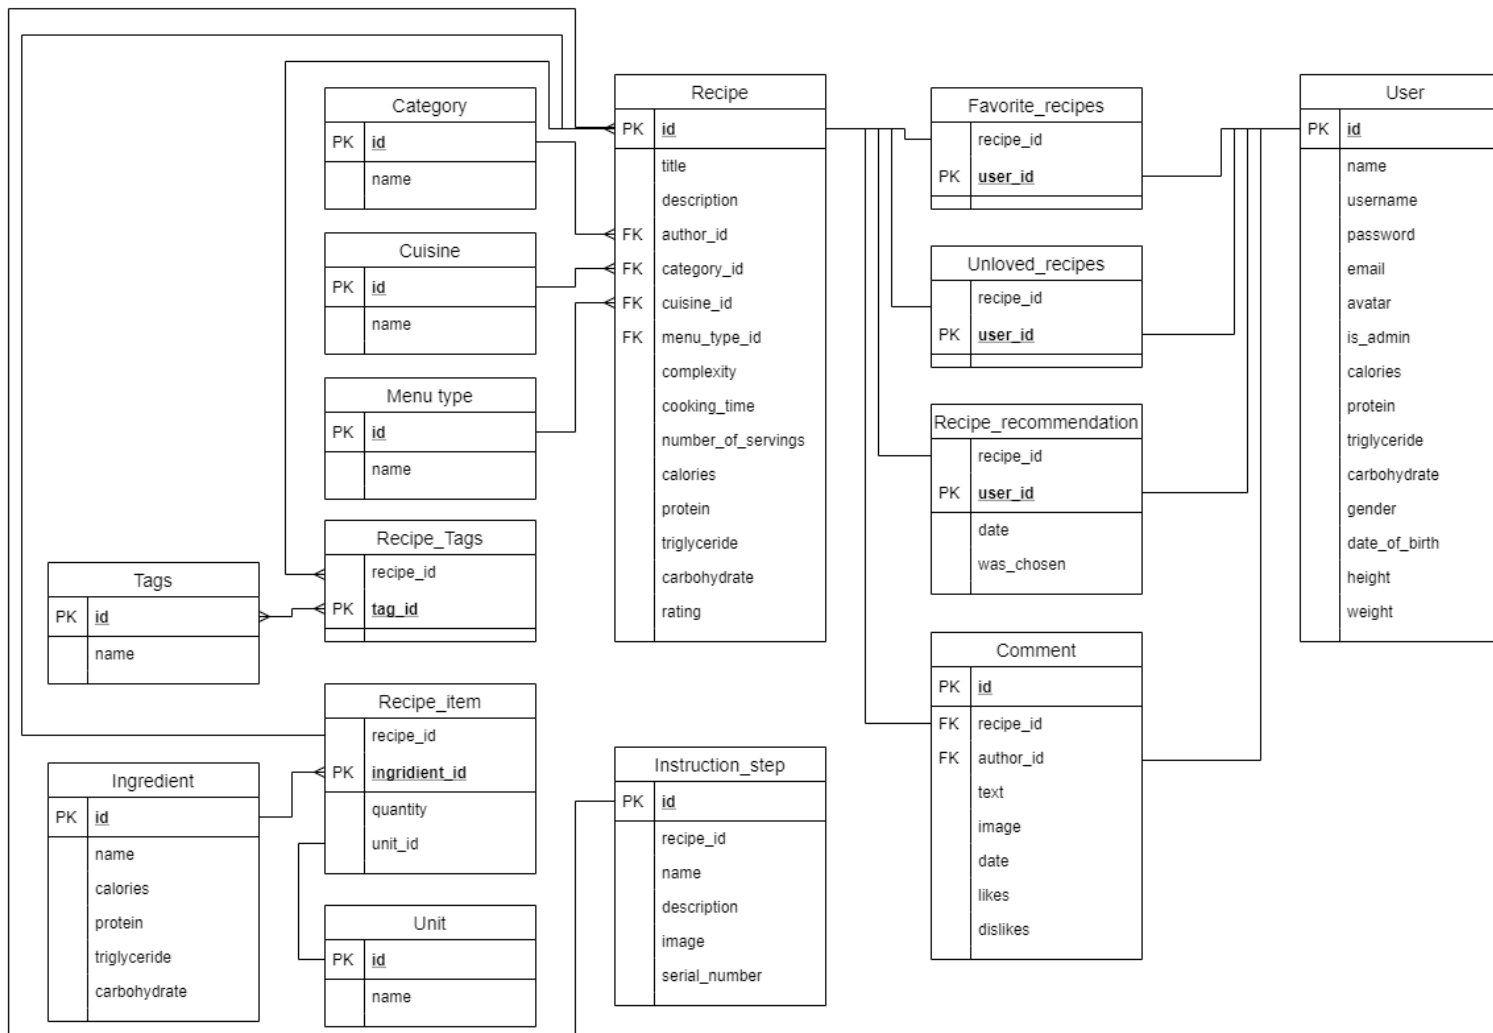 Category
PK id
name
Cuisine
PK id
name
Menu type
PK id
name
Recipe_Tags
recipe_id
PK tag_id
Tags
PK id
name
Recipe_item
recipe_id
PK ingridient_id
quantity
unit_id
Ingredient
PK id
name
calories
protein
triglyceride
carbohydrate
Unit
PK id
name
Recipe
PK id
title
description
FK author_id
FK category_id
FK cuisine_id
FK menu_type_id
complexity
cooking_time
number_of_servings
calories
protein
triglyceride
carbohydrate
rating
Instruction_step
PK id
recipe_id
name
description
image
serial_number
Favorite_recipes
recipe_id
PK user_id
Unloved_recipes
recipe_id
PK user_id
Recipe_recommendation
recipe_id
PK user_id
date
was_chosen
Comment
PK id
FK recipe_id
FK author_id
text
image
date
likes
dislikes
User
PK id
name
username
password
email
avatar
is_admin
calories
protein
triglyceride
carbohydrate
gender
date_of_birth
height
weight